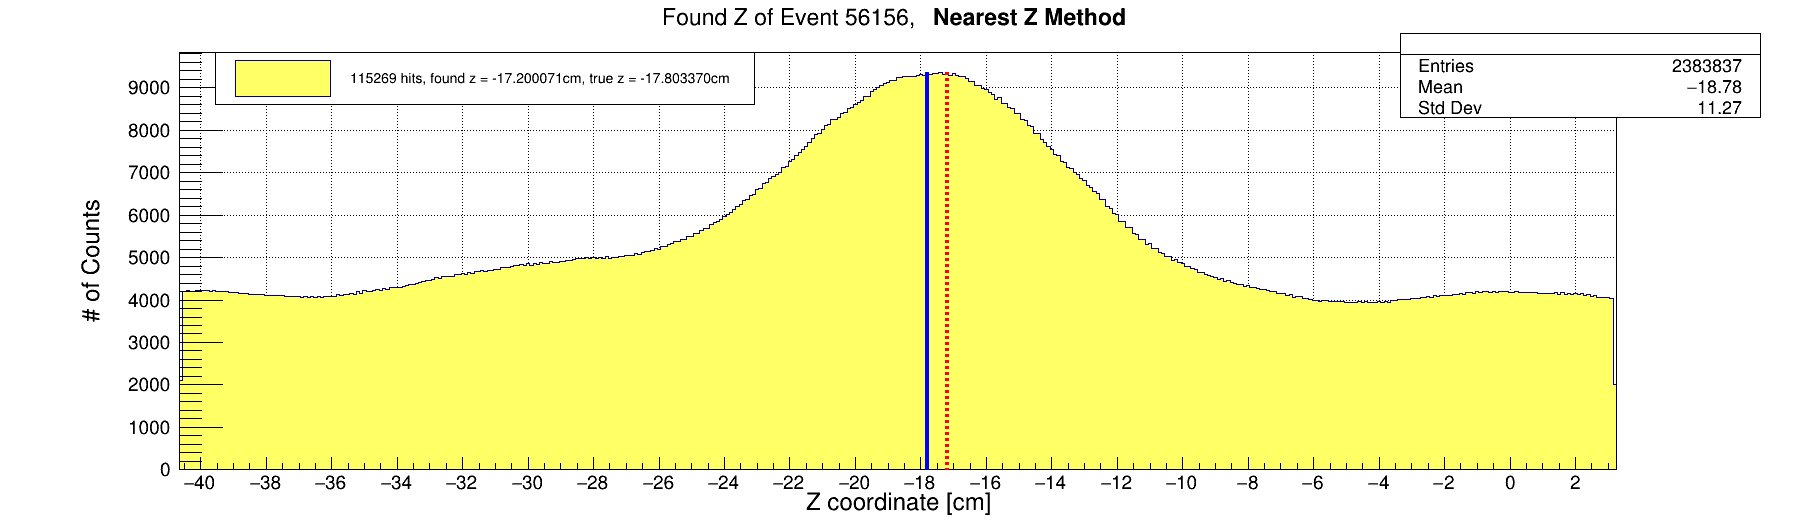 Found Z of Event 56156, Nearest Z Method
115269 hits, found z = -17.200071cm, true z = -17.803370cm
Entries 2383837
Mean −18.78
Std Dev 11.27
# of Counts
9000
8000
7000
6000
5000
4000
3000
2000
1000
0
−40 −38 −36 −34 −32 −30 −28 −26 −24 −22 −20 −18 −16 −14 −12 −10 −8 −6 −4 −2 0 2
Z coordinate [cm]